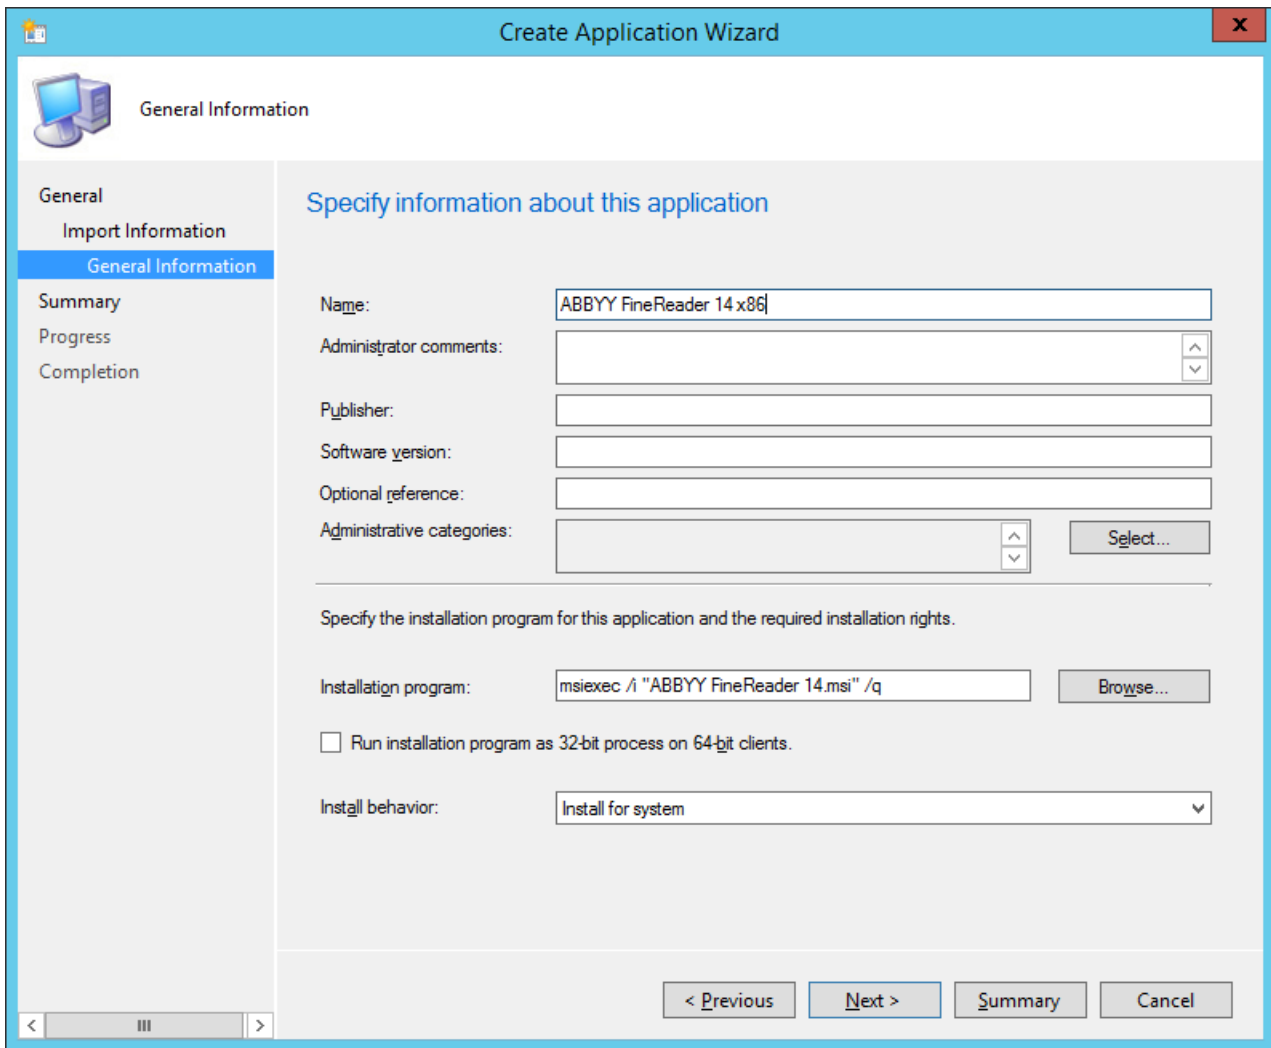 Create Application Wizard
x
General Information
General
Import Information
General Information
Summary
Progress
Completion
Specify information about this application
Name:
ABBYY FineReader 14 x86
Administrator comments:
Publisher:
Software version:
Optional reference:
Administrative categories:
Select...
Specify the installation program for this application and the required installation rights.
Installation program:
msiexec /i "ABBYY FineReader 14.msi" /q
Browse...
Run installation program as 32-bit process on 64-bit clients.
Install behavior:
Install for system
< Previous
Next >
Summary
Cancel